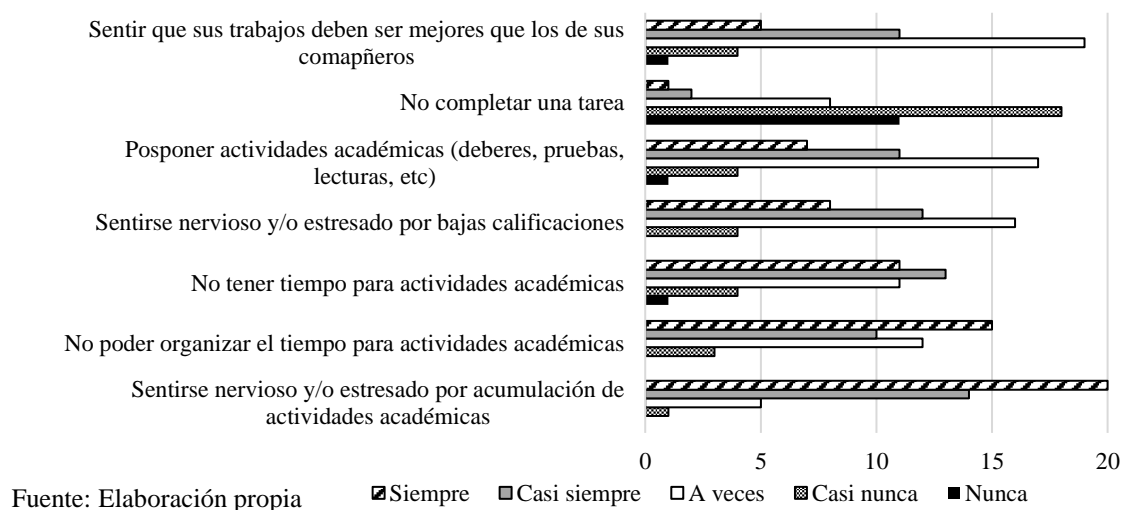 Sentir que sus trabajos deben ser mejores que los de sus
comapñeros
No completar una tarea
Posponer actividades académicas (deberes, pruebas,
lecturas, etc)
Sentirse nervioso y/o estresado por bajas calificaciones
No tener tiempo para actividades académicas
No poder organizar el tiempo para actividades académicas
Sentirse nervioso y/o estresado por acumulación de
actividades académicas
0 5 10 15 20
Fuente: Elaboración propia Siempre Casi siempre A veces Casi nunca Nunca